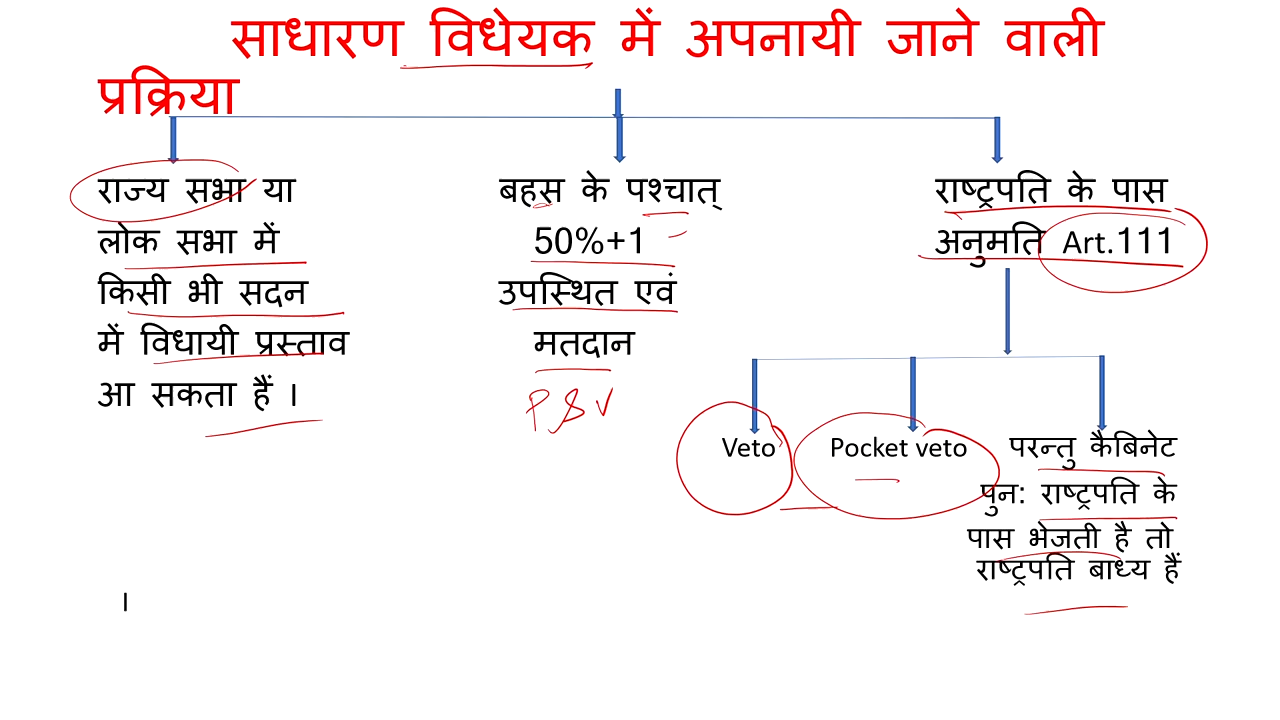 साधारण विधेयक में अपनायी जाने वाली
प्रक्रिया
राज्य सभा या
लोक सभा में
किसी भी सदन
में विधायी प्रस्ताव
आ सकता हैं ।
बहस के पश्चात्
50%+1
उपस्थित एवं
मतदान
P & V
राष्ट्रपति के पास
अनुमति Art.111
Veto
Pocket veto
परन्तु कैबिनेट
पुन: राष्ट्रपति के
पास भेजती है तो
राष्ट्रपति बाध्य हैं
।